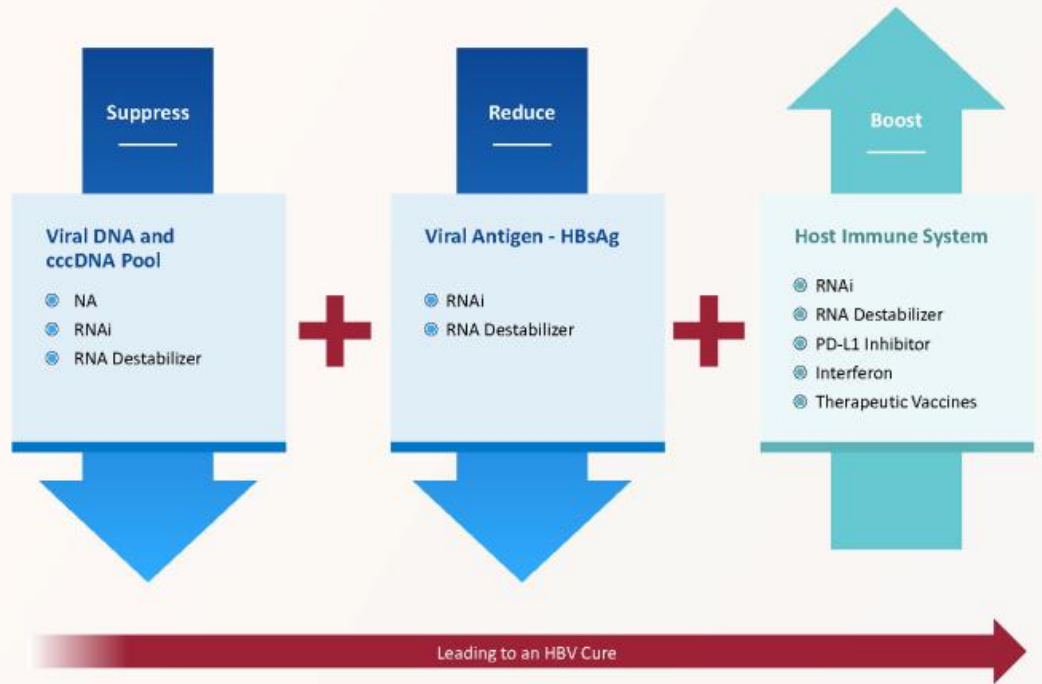 Suppress
Viral DNA and
cccDNA Pool
NA
RNAi
RNA Destabilizer
Reduce
Viral Antigen - HBsAg
RNAi
RNA Destabilizer
Boost
Host Immune System
RNAi
RNA Destabilizer
PD-L1 Inhibitor
Interferon
Therapeutic Vaccines
Leading to an HBV Cure